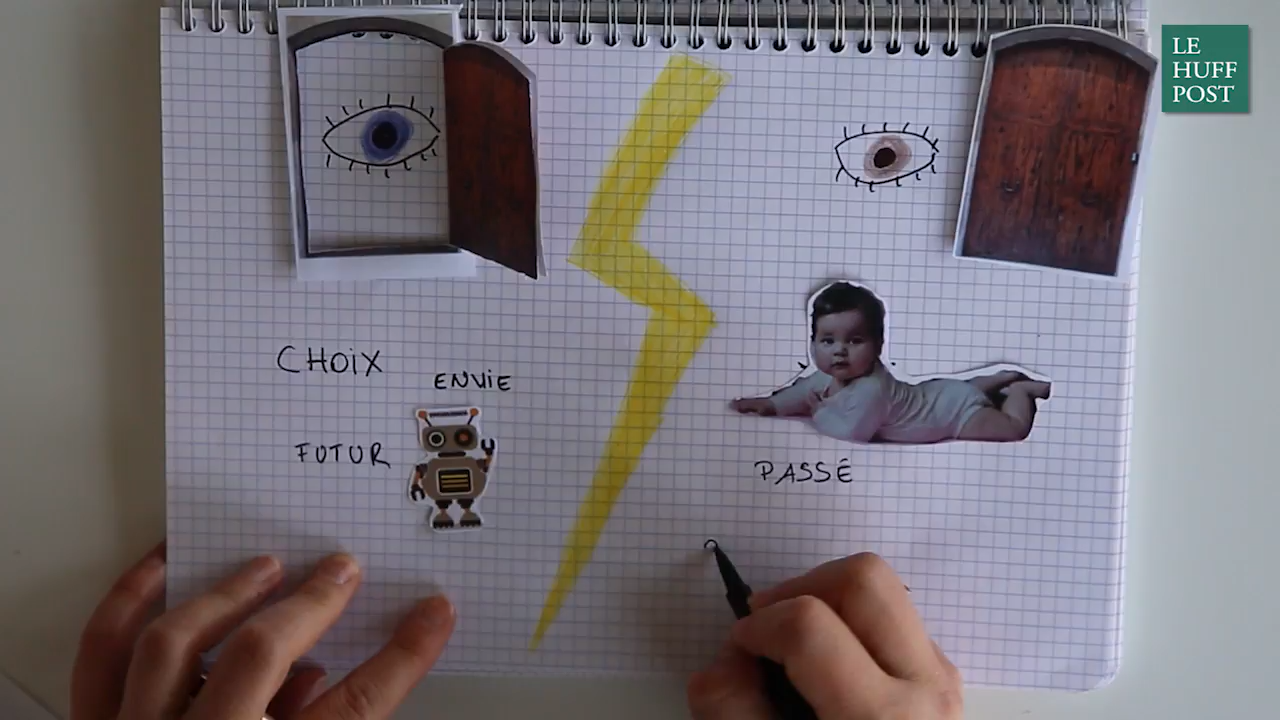 LE
HUFF
POST
CHOIX
ENVIE
FUTUR
PASSÉ